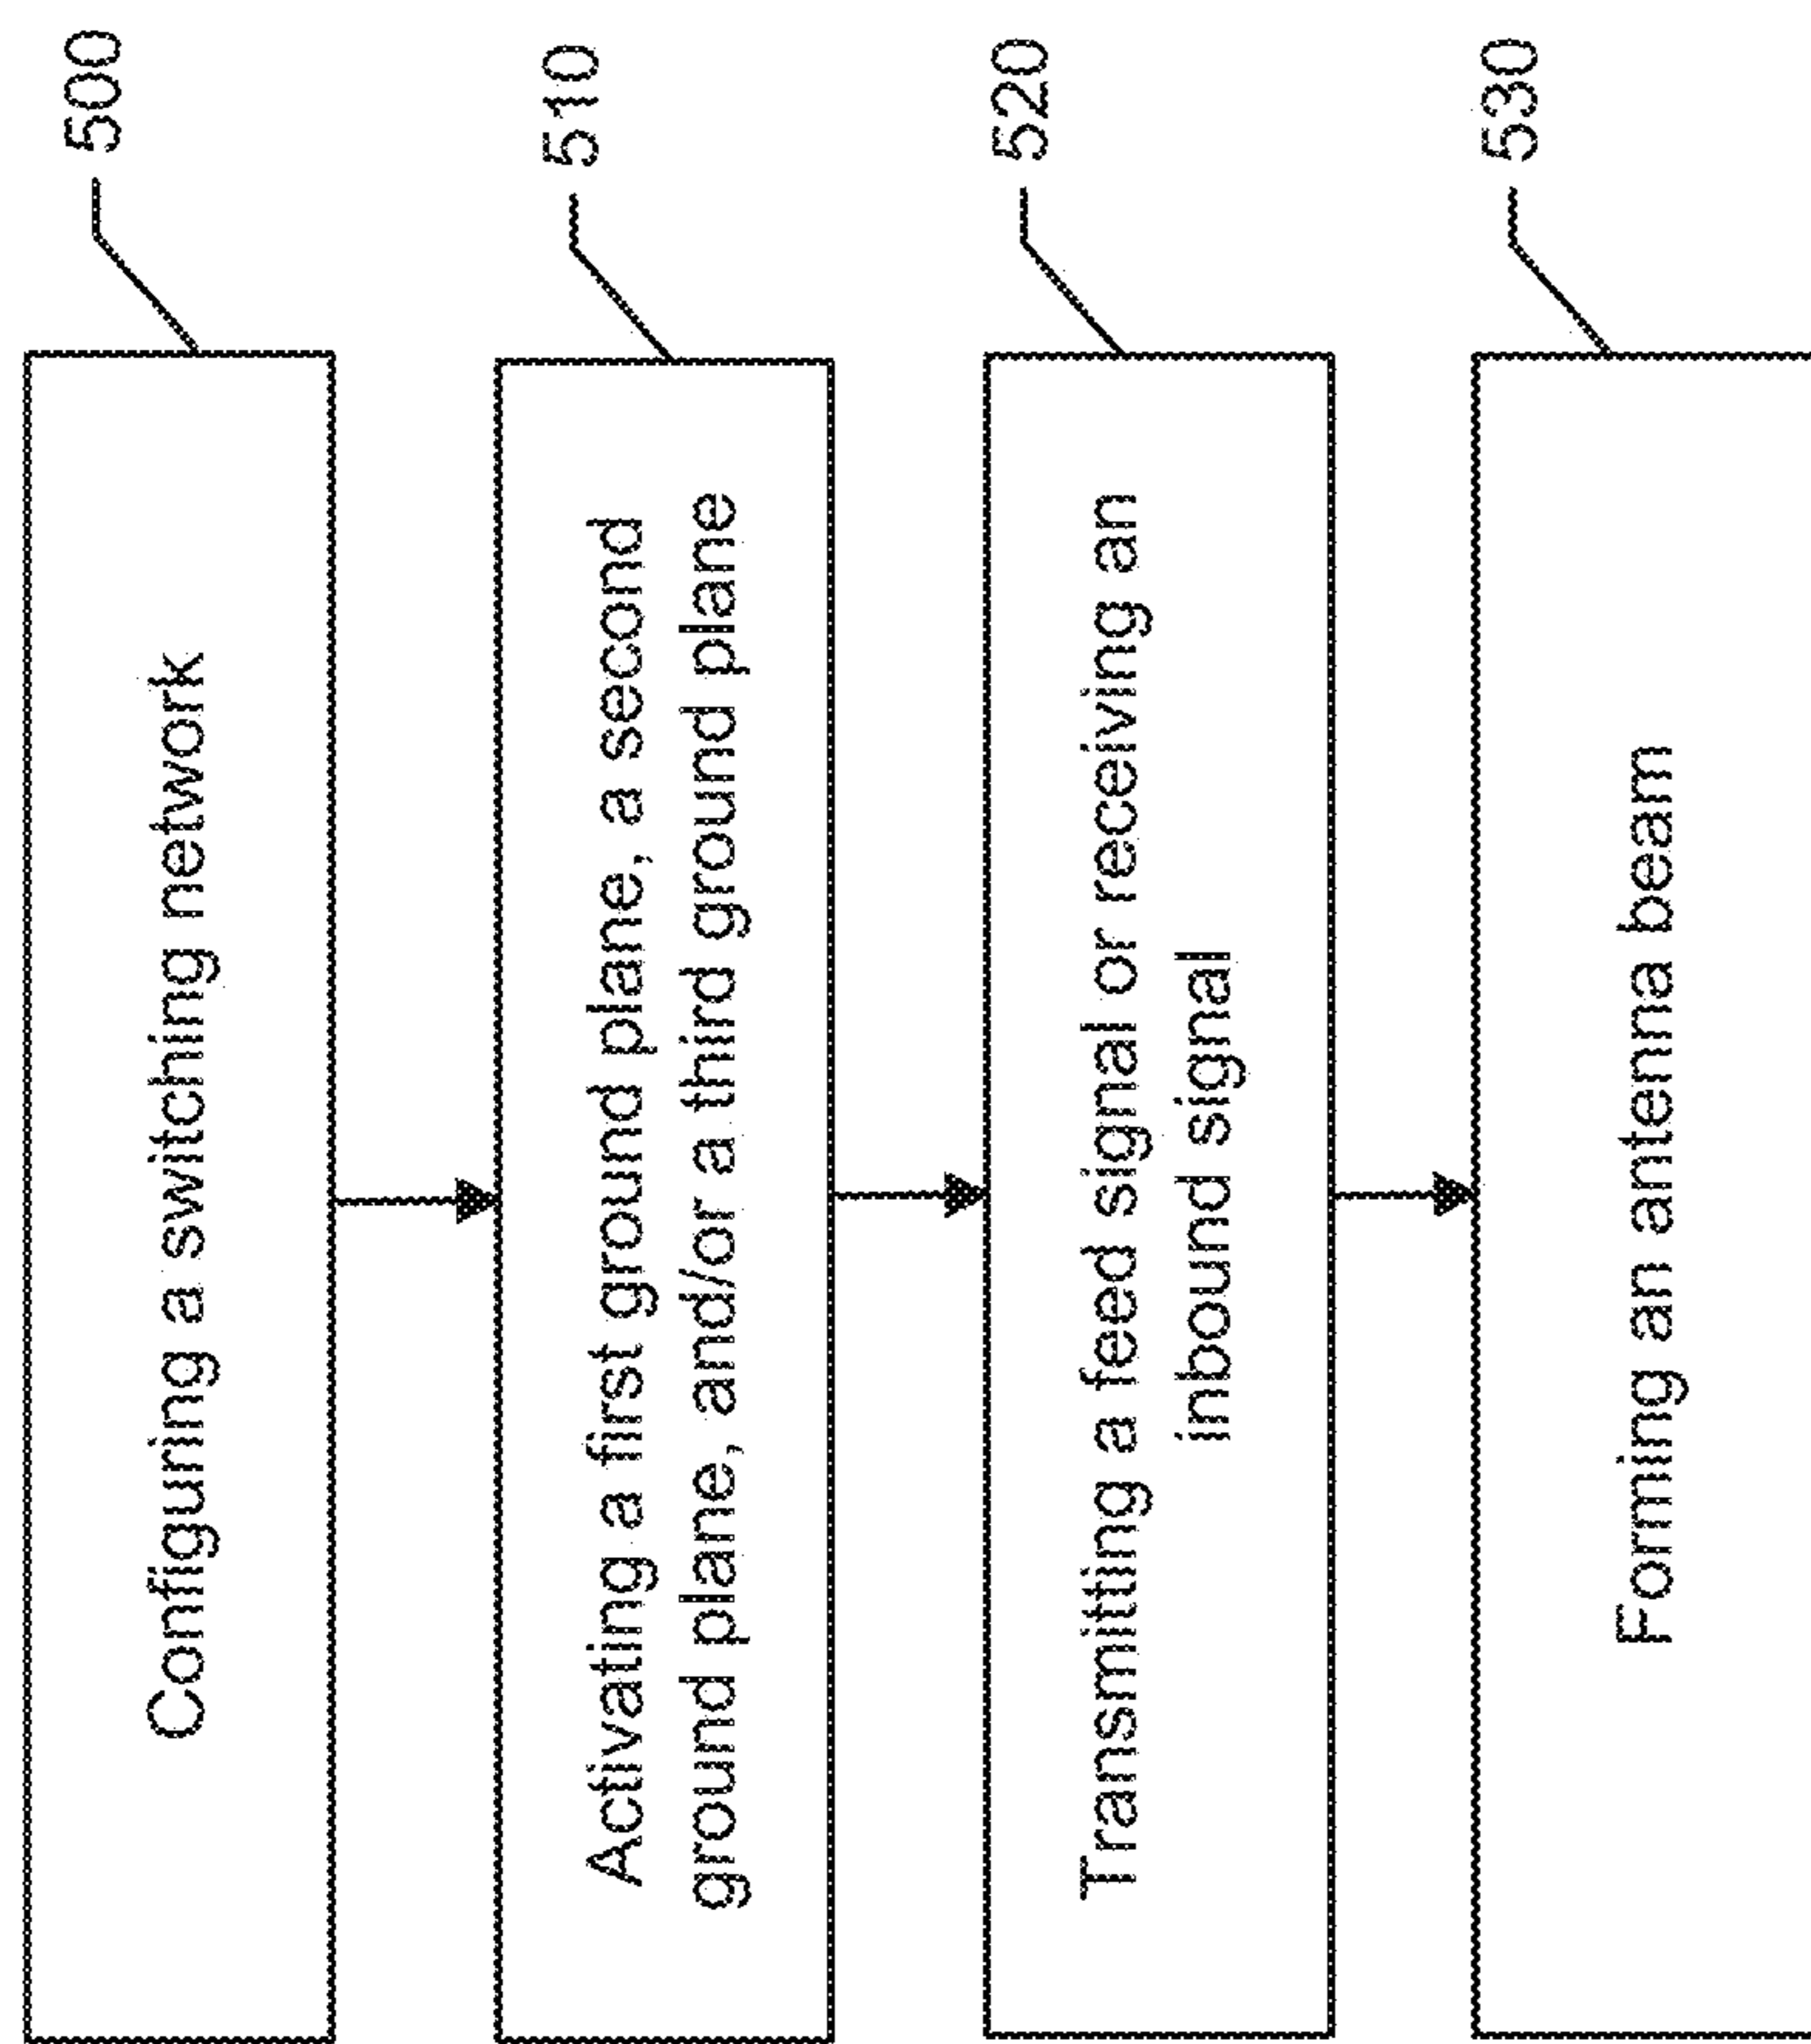 500
Configuring a switching network
510
Activating a first ground plane, a second
ground plane, and/or a third ground plane
520
Transmitting a feed signal or receiving an
inbound signal
530
Forming an antenna beam